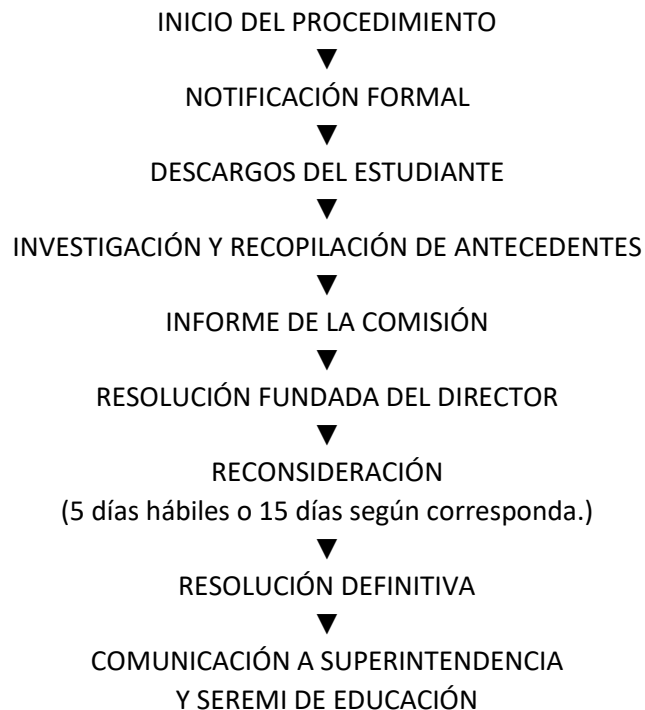 INICIO DEL PROCEDIMIENTO
▼
NOTIFICACIÓN FORMAL
▼
DESCARGOS DEL ESTUDIANTE
▼
INVESTIGACIÓN Y RECOPILACIÓN DE ANTECEDENTES
▼
INFORME DE LA COMISIÓN
▼
RESOLUCIÓN FUNDADA DEL DIRECTOR
▼
RECONSIDERACIÓN
(5 días hábiles o 15 días según corresponda.)
▼
RESOLUCIÓN DEFINITIVA
▼
COMUNICACIÓN A SUPERINTENDENCIA
Y SEREMI DE EDUCACIÓN